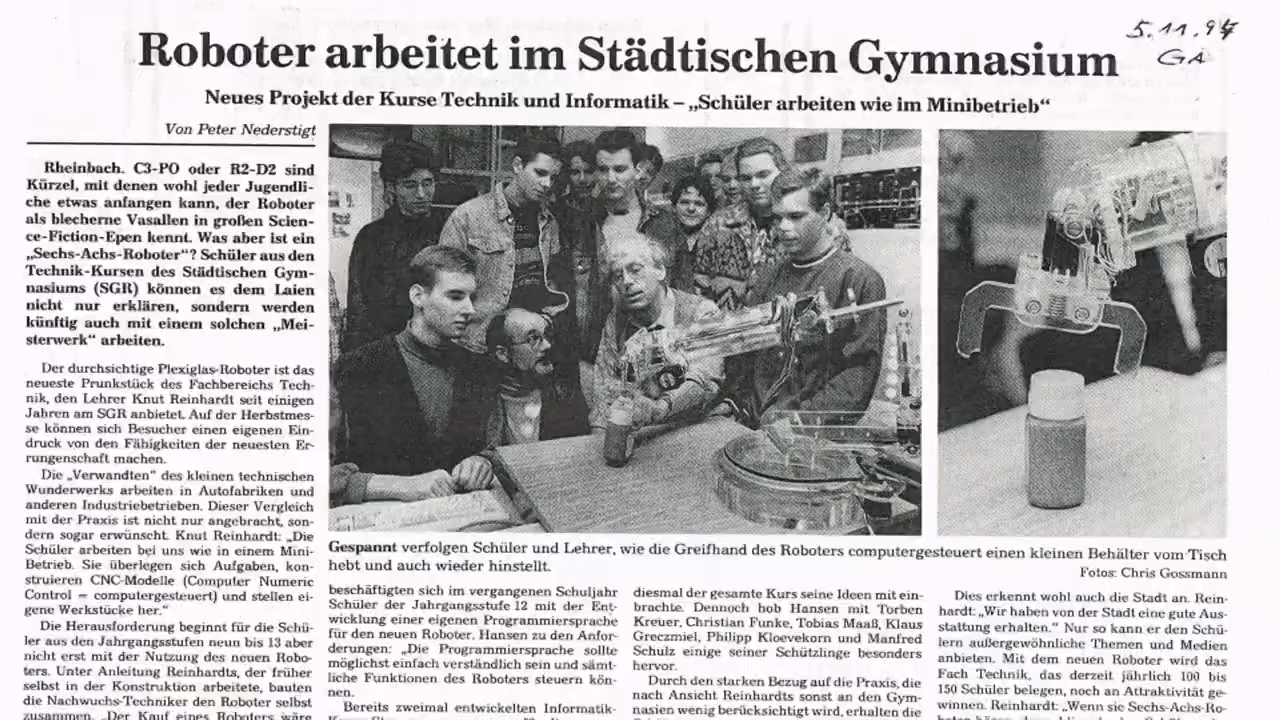 5.11.94
GA
Roboter arbeitet im Städtischen Gymnasium
Neues Projekt der Kurse Technik und Informatik – „Schüler arbeiten wie im Minibetrieb“
Von Peter Nederstigt
Rheinbach. C3-PO oder R2-D2 sind
Kürzel, mit denen wohl jeder Jugendli-
che etwas anfangen kann, der Roboter
als blecherne Vasallen in großen Scien-
ce-Fiction-Epen kennt. Was aber ist ein
„Sechs-Achs-Roboter“? Schüler aus den
Technik-Kursen des Städtischen Gym-
nasiums (SGR) können es dem Laien
nicht nur erklären, sondern werden
künftig auch mit einem solchen „Mei-
sterwerk“ arbeiten.
Der durchsichtige Plexiglas-Roboter ist das
neueste Prunkstück des Fachbereichs Tech-
nik, den Lehrer Knut Reinhardt seit einigen
Jahren am SGR anbietet. Auf der Herbstmes-
se können sich Besucher einen eigenen Ein-
druck von den Fähigkeiten der neuesten Er-
rungenschaft machen.
Die „Verwandten“ des kleinen technischen
Wunderwerks arbeiten in Autofabriken und
anderen Industriebetrieben. Dieser Vergleich
mit der Praxis ist nicht nur angebracht, son-
dern sogar erwünscht. Knut Reinhardt: „Die
Schüler arbeiten bei uns wie in einem Mini-
Betrieb. Sie überlegen sich Aufgaben, kon-
struieren CNC-Modelle (Computer Numeric
Control = computergesteuert) und stellen ei-
gene Werkstücke her.“
Die Herausforderung beginnt für die Schü-
ler aus den Jahrgangsstufen neun bis 13 aber
nicht erst mit der Nutzung des neuen Robo-
ters. Unter Anleitung Reinhardts, der früher
selbst in der Konstruktion arbeitete, bauten
die Nachwuchs-Techniker den Roboter selbst
zusammen. „Der Kauf eines Roboters wäre
Gespannt verfolgen Schüler und Lehrer, wie die Greifhand des Roboters computergesteuert einen kleinen Behälter vom Tisch
hebt und auch wieder hinstellt.
Fotos: Chris Gossmann
beschäftigten sich im vergangenen Schuljahr
Schüler der Jahrgangsstufe 12 mit der Ent-
wicklung einer eigenen Programmiersprache
für den neuen Roboter. Hansen zu den Anfor-
derungen: „Die Programmiersprache sollte
möglichst einfach verständlich sein und sämt-
liche Funktionen des Roboters steuern kön-
nen.
Bereits zweimal entwickelten Informatik-
diesmal der gesamte Kurs seine Ideen mit ein-
brachte. Dennoch hob Hansen mit Torben
Kreuer, Christian Funke, Tobias Maaß, Klaus
Greczmiel, Philipp Kloevekorn und Manfred
Schulz einige seiner Schützlinge besonders
hervor.
Durch den starken Bezug auf die Praxis, die
nach Ansicht Reinhardts sonst an den Gym-
nasien wenig berücksichtigt wird, erhalten die
Dies erkennt wohl auch die Stadt an. Rein-
hardt: „Wir haben von der Stadt eine gute Aus-
stattung erhalten.“ Nur so kann er den Schü-
lern außergewöhnliche Themen und Medien
anbieten. Mit dem neuen Roboter wird das
Fach Technik, das derzeit jährlich 100 bis
150 Schüler belegen, noch an Attraktivität ge-
winnen. Reinhardt: „Wenn sie Sechs-Achs-Ro-